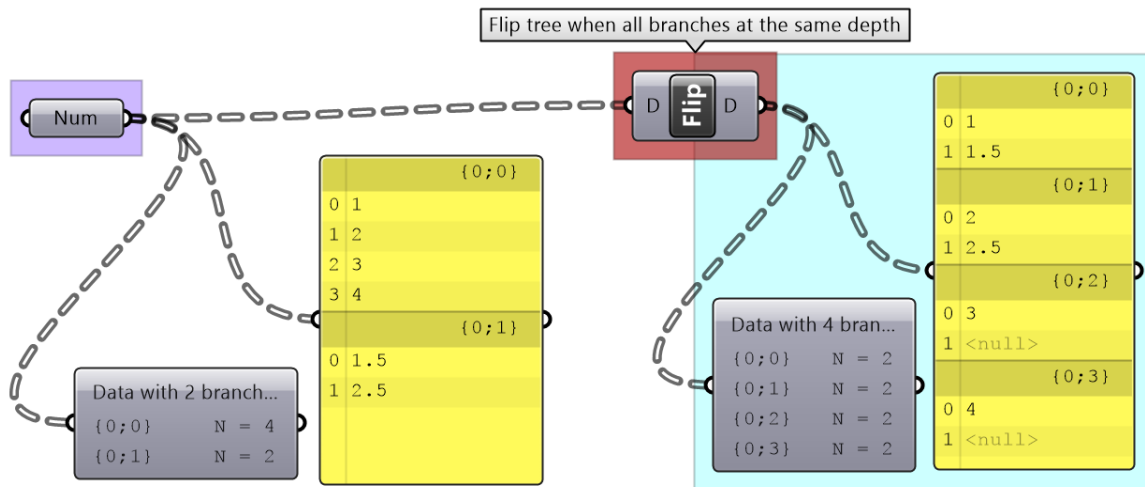 Flip tree when all branches at the same depth
Num
D Flip D
{0;0}
0 1
1 2
2 3
3 4
{0;1}
0 1.5
1 2.5
Data with 2 branch...
{0;0} N = 4
{0;1} N = 2
{0;0}
0 1
1 1.5
{0;1}
0 2
1 2.5
{0;2}
0 3
1 <null>
{0;3}
0 4
1 <null>
Data with 4 bran...
{0;0} N = 2
{0;1} N = 2
{0;2} N = 2
{0;3} N = 2